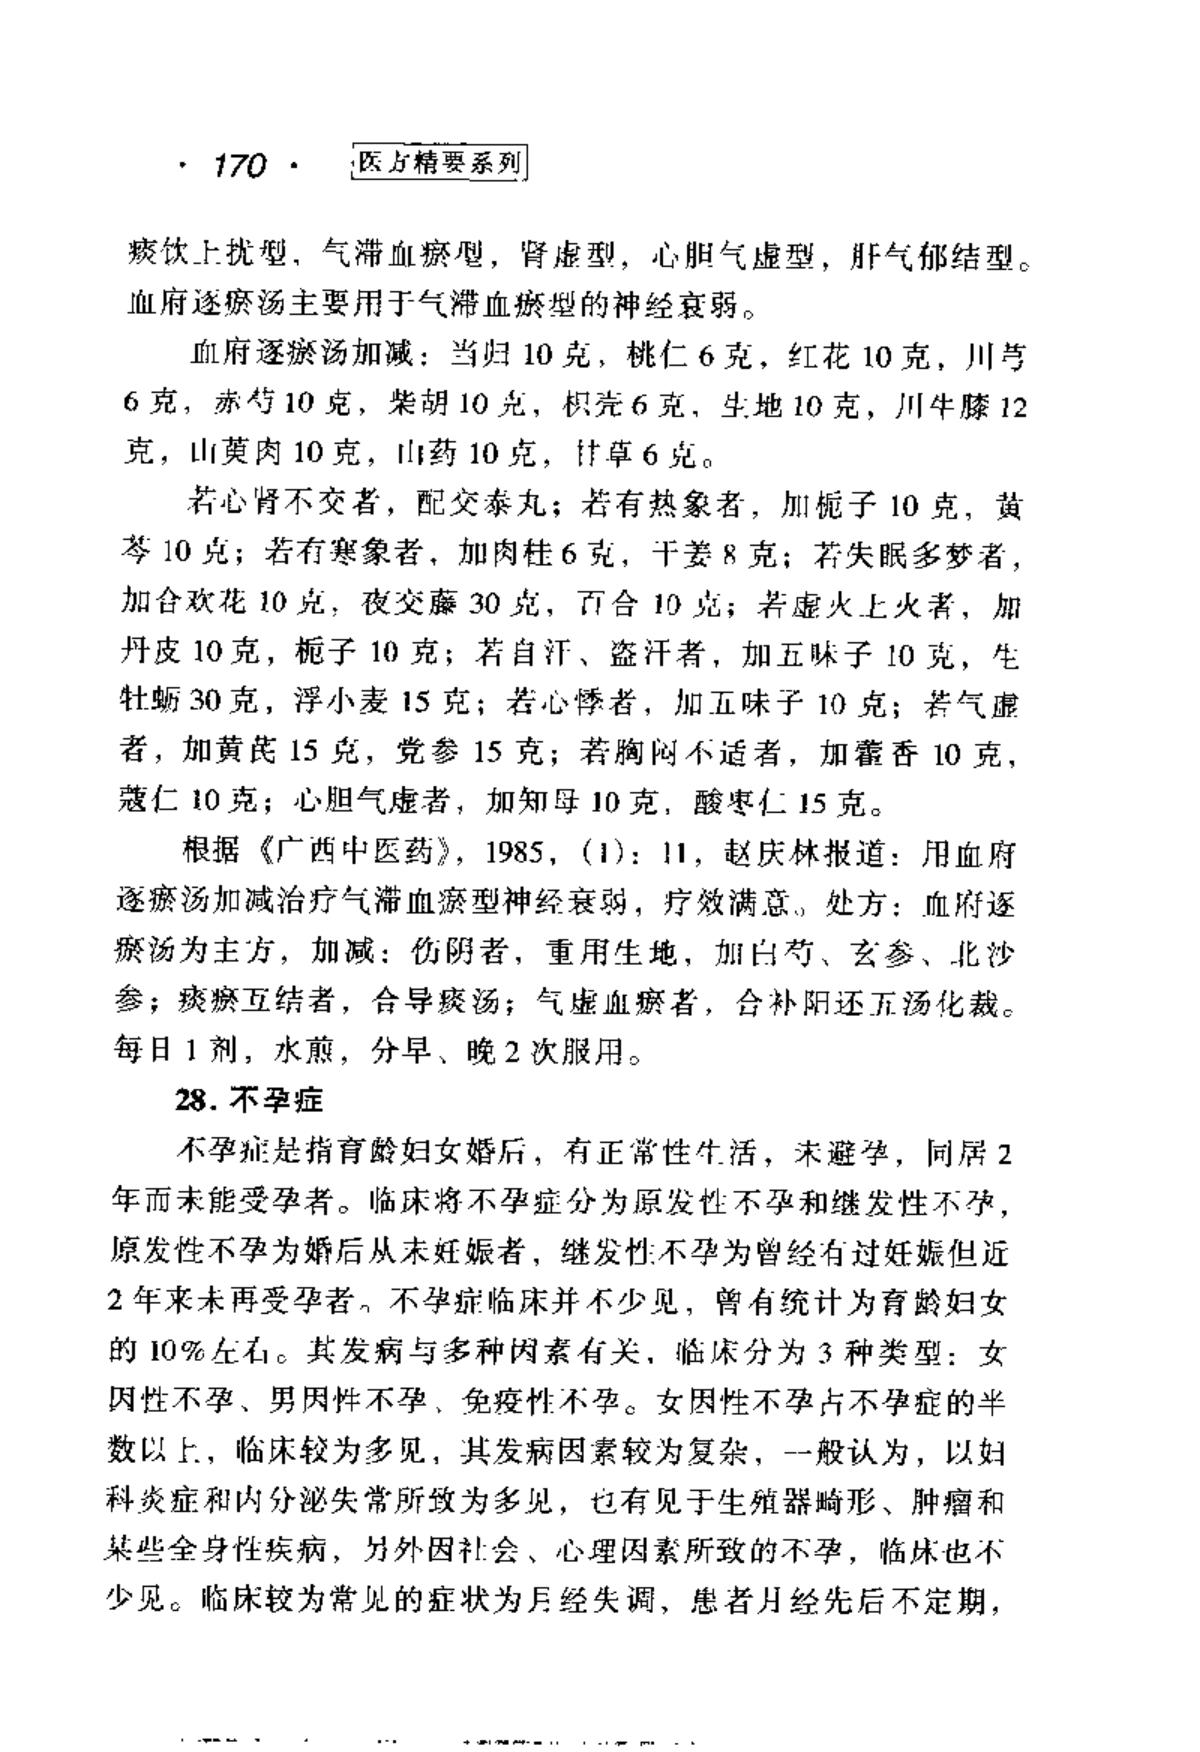 · 170 · 医方精要系列
痰饮上扰型，气滞血瘀型，肾虚型，心胆气虚型，肝气郁结型。
血府逐瘀汤主要用于气滞血瘀型的神经衰弱。
血府逐瘀汤加减：当归 10 克，桃仁 6 克，红花 10 克，川芎
6 克，赤芍 10 克，柴胡 10 克，枳壳 6 克，生地 10 克，川牛膝 12
克，山萸肉 10 克，山药 10 克，甘草 6 克。
若心肾不交者，配交泰丸；若有热象者，加栀子 10 克，黄
芩 10 克；若有寒象者，加肉桂 6 克，干姜 8 克；若失眠多梦者，
加合欢花 10 克，夜交藤 30 克，百合 10 克；若虚火上火者，加
丹皮 10 克，栀子 10 克；若自汗、盗汗者，加五味子 10 克，生
牡蛎 30 克，浮小麦 15 克；若心悸者，加五味子 10 克；若气虚
者，加黄芪 15 克，党参 15 克；若胸闷不适者，加藿香 10 克，
蔻仁 10 克；心胆气虚者，加知母 10 克，酸枣仁 15 克。
根据《广西中医药》，1985，（1）：11，赵庆林报道：用血府
逐瘀汤加减治疗气滞血瘀型神经衰弱，疗效满意。处方：血府逐
瘀汤为主方，加减：伤阴者，重用生地，加白芍、玄参、北沙
参；痰瘀互结者，合导痰汤；气虚血瘀者，合补阳还五汤化裁。
每日 1 剂，水煎，分早、晚 2 次服用。
28. 不孕症
不孕症是指育龄妇女婚后，有正常性生活，未避孕，同居 2
年而未能受孕者。临床将不孕症分为原发性不孕和继发性不孕，
原发性不孕为婚后从未妊娠者，继发性不孕为曾经有过妊娠但近
2 年来未再受孕者。不孕症临床并不少见，曾有统计为育龄妇女
的 10%左右。其发病与多种因素有关，临床分为 3 种类型：女
因性不孕、男因性不孕、免疫性不孕。女因性不孕占不孕症的半
数以上，临床较为多见，其发病因素较为复杂，一般认为，以妇
科炎症和内分泌失常所致为多见，也有见于生殖器畸形、肿瘤和
某些全身性疾病，另外因社会、心理因素所致的不孕，临床也不
少见。临床较为常见的症状为月经失调，患者月经先后不定期，